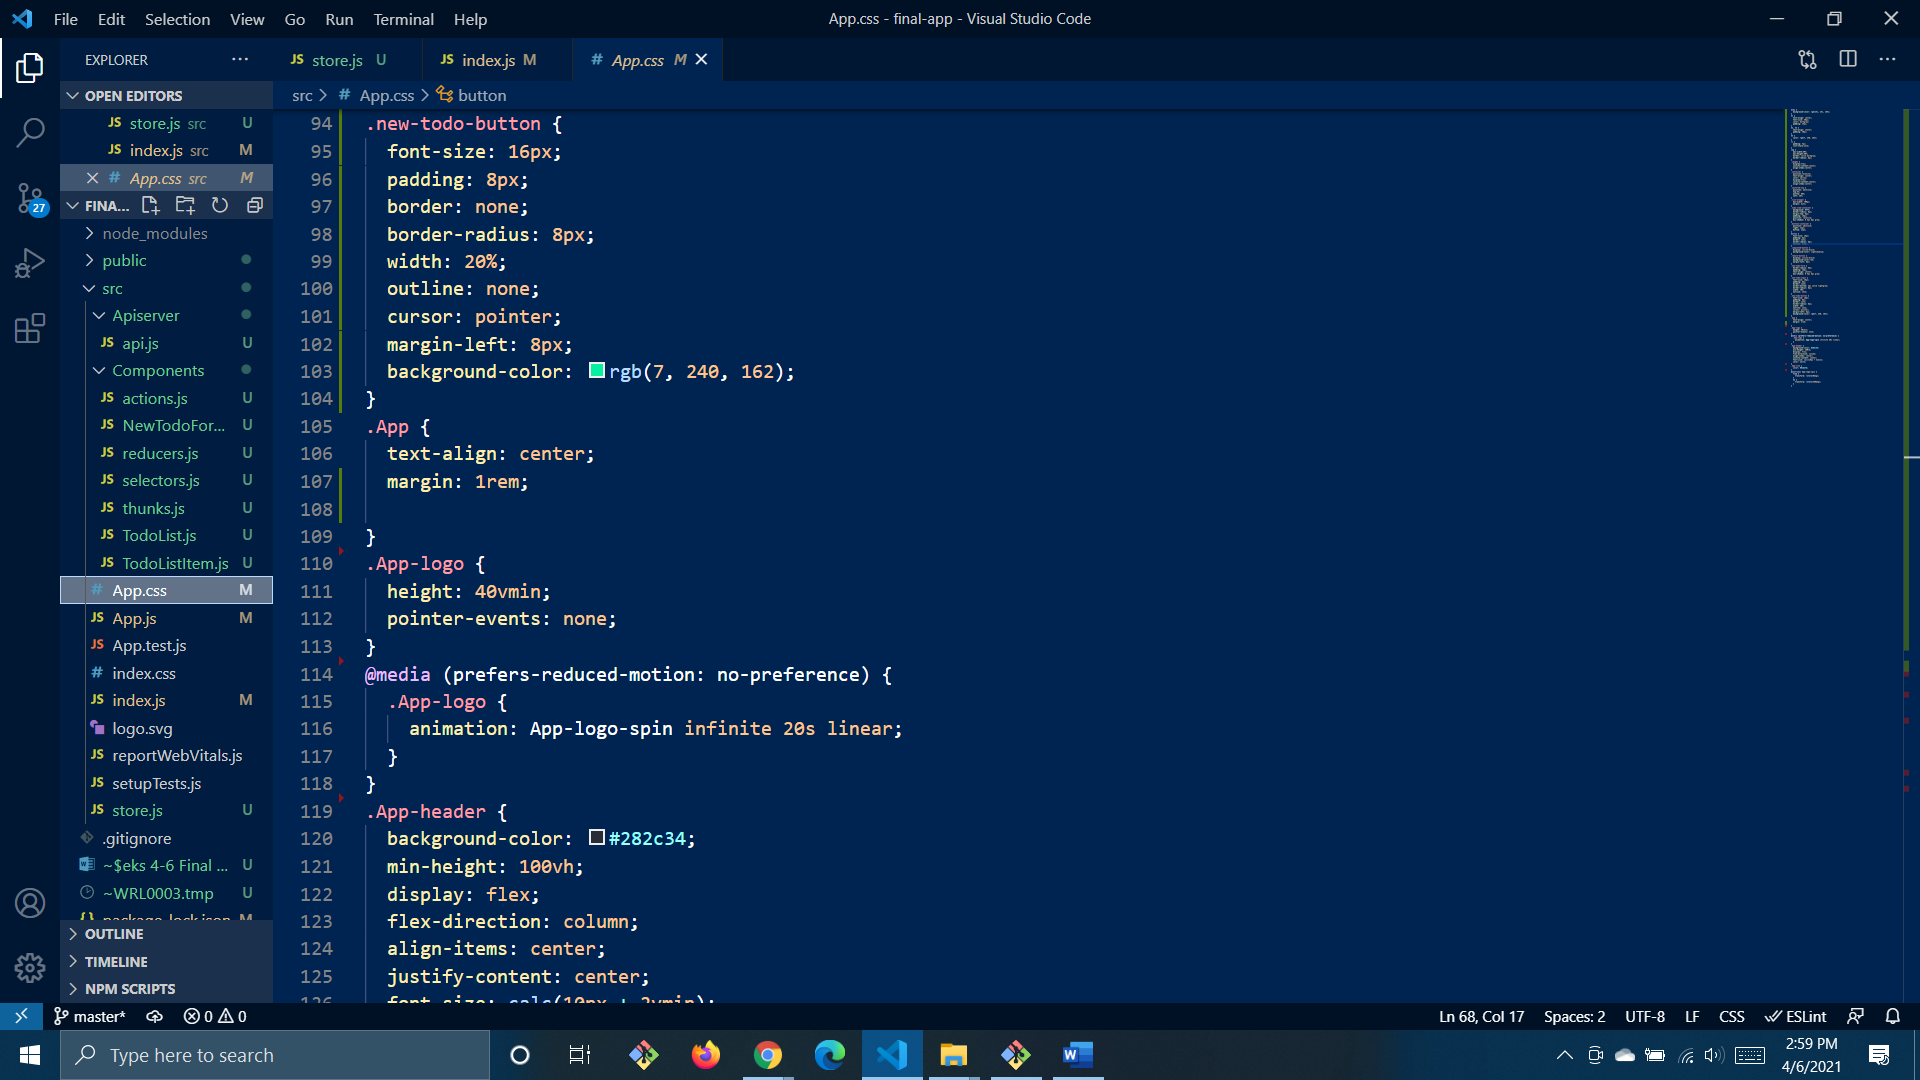 File Edit Selection View Go Run Terminal Help
App.css - final-app - Visual Studio Code
EXPLORER
JS store.js U
JS index.js M
# App.css M
OPEN EDITORS
JS store.js src U
JS index.js src M
# App.css src M
FINA...
node_modules
public
src
Apiserver
JS api.js U
Components
JS actions.js U
JS NewTodoFor... U
JS reducers.js U
JS selectors.js U
JS thunks.js U
JS TodoList.js U
JS TodoListItem.js U
# App.css M
JS App.js M
JS App.test.js
# index.css
JS index.js M
logo.svg
JS reportWebVitals.js
JS setupTests.js
JS store.js U
.gitignore
~$eks 4-6 Final ... U
~WRL0003.tmp U
{} package-lock.json M
OUTLINE
TIMELINE
NPM SCRIPTS
27
src > # App.css > button
94 .new-todo-button {
95 font-size: 16px;
96 padding: 8px;
97 border: none;
98 border-radius: 8px;
99 width: 20%;
100 outline: none;
101 cursor: pointer;
102 margin-left: 8px;
103 background-color: rgb(7, 240, 162);
104 }
105 .App {
106 text-align: center;
107 margin: 1rem;
108
109 }
110 .App-logo {
111 height: 40vmin;
112 pointer-events: none;
113 }
114 @media (prefers-reduced-motion: no-preference) {
115 .App-logo {
116 animation: App-logo-spin infinite 20s linear;
117 }
118 }
119 .App-header {
120 background-color: #282c34;
121 min-height: 100vh;
122 display: flex;
123 flex-direction: column;
124 align-items: center;
125 justify-content: center;
126 font-size: calc(10px + 2vmin);
master* 0 0
Ln 68, Col 17 Spaces: 2 UTF-8 LF CSS ESLint
Type here to search
2:59 PM
4/6/2021